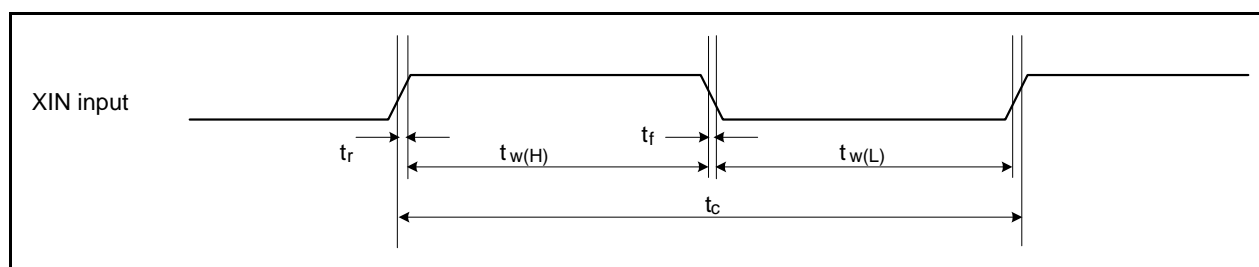 XIN input
tr
tw(H)
tf
tw(L)
tc